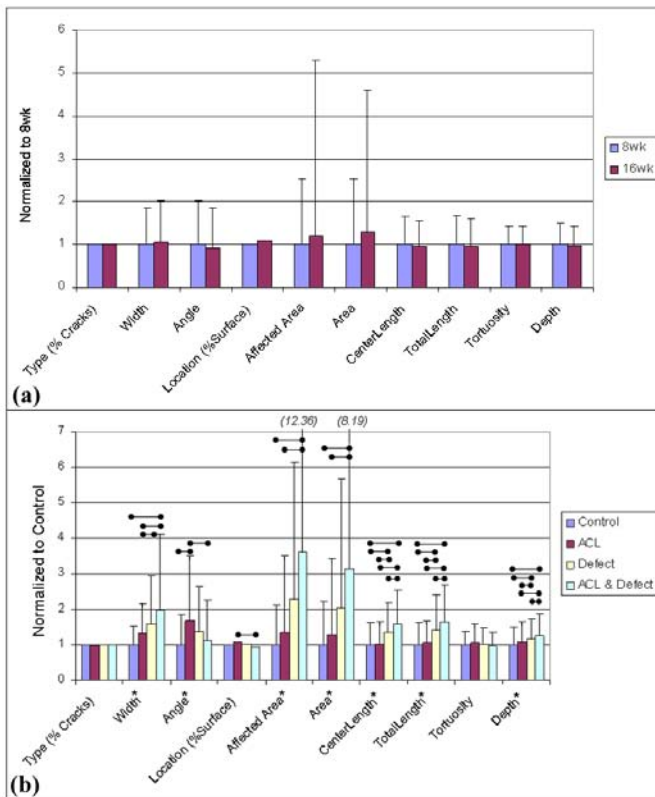 6
5
4
3
2
1
0
Normalized to 8wk
8wk
16wk
Type (% Cracks)
Width
Angle
Location (%Surface)
Affected Area
Area
CenterLength
TotalLength
Tortuosity
Depth
(a)
(12.36)
(8.19)
7
6
5
4
3
2
1
0
Normalized to Control
Control
ACL
Defect
ACL & Defect
Type (% Cracks)
Width*
Angle*
Location (%Surface)
Affected Area*
Area*
CenterLength*
TotalLength*
Tortuosity
Depth*
(b)